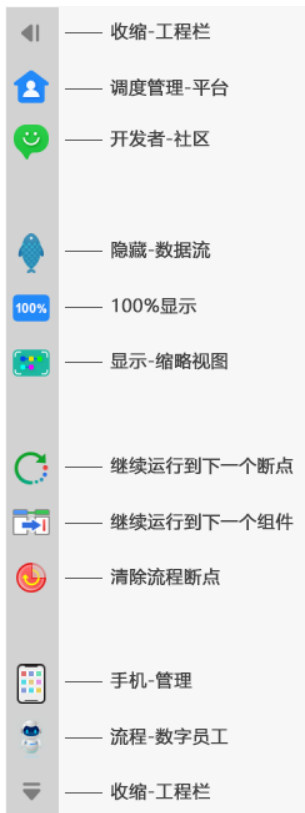 收缩-工程栏
调度管理-平台
开发者-社区
隐藏-数据流
100% 100%显示
显示-缩略视图
继续运行到下一个断点
继续运行到下一个组件
清除流程断点
手机-管理
流程-数字员工
收缩-工程栏